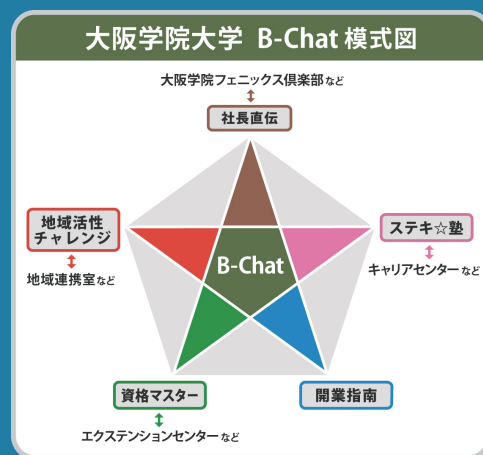 大阪学院大学 B-Chat 模式図
大阪学院フェニックス倶楽部など
社長直伝
地域活性
チャレンジ
地域連携室など
ステキ☆塾
キャリアセンターなど
B-Chat
資格マスター
エクステンションセンターなど
開業指南